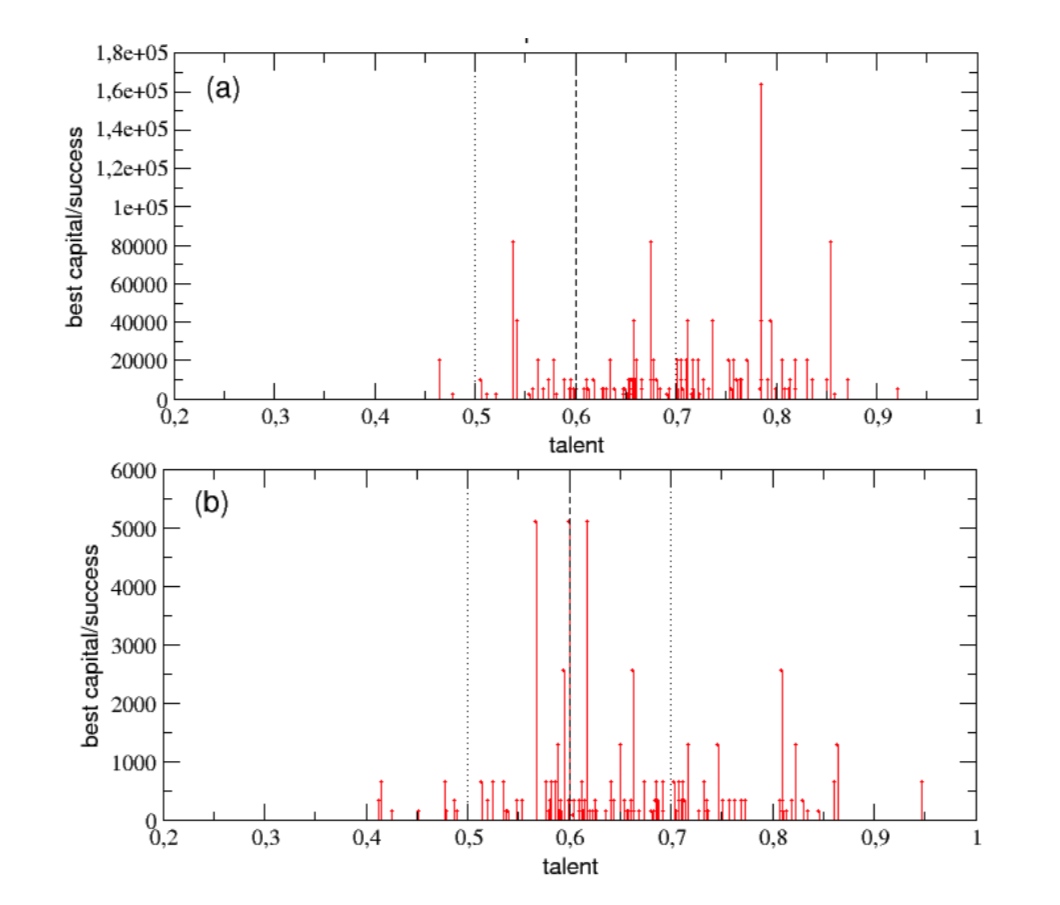 (a)
best capital/success
1,8e+05
1,6e+05
1,4e+05
1,2e+05
1e+05
80000
60000
40000
20000
0
0,2 0,3 0,4 0,5 0,6 0,7 0,8 0,9 1
talent
(b)
best capital/success
6000
5000
4000
3000
2000
1000
0
0,2 0,3 0,4 0,5 0,6 0,7 0,8 0,9 1
talent